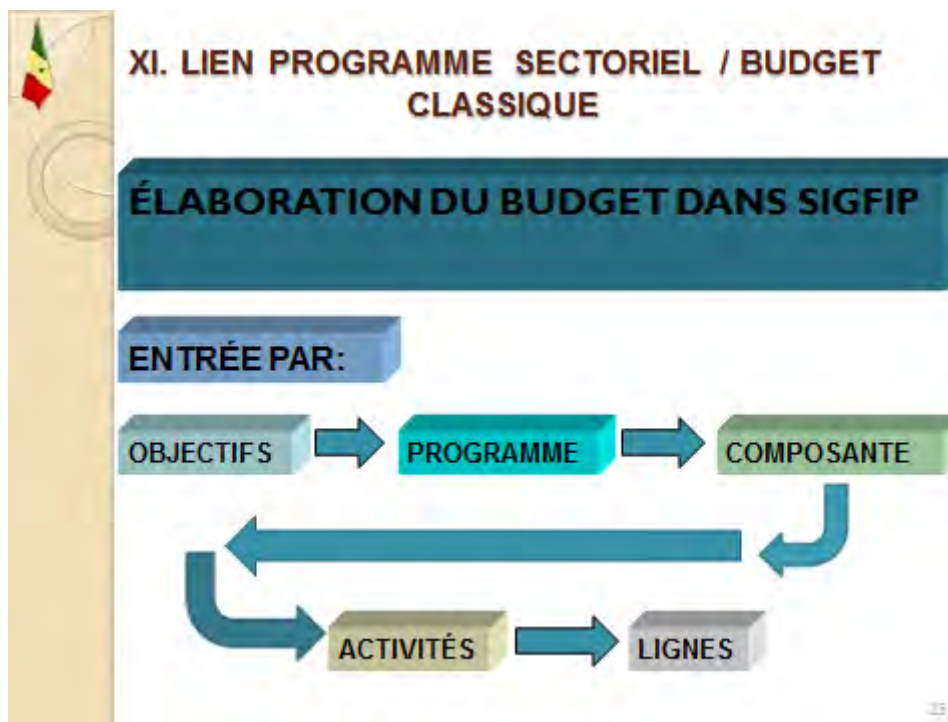 XI. LIEN PROGRAMME SECTORIEL / BUDGET
CLASSIQUE
ÉLABORATION DU BUDGET DANS SIGFIP
ENTRÉE PAR:
OBJECTIFS
PROGRAMME
COMPOSANTE
ACTIVITÉS
LIGNES